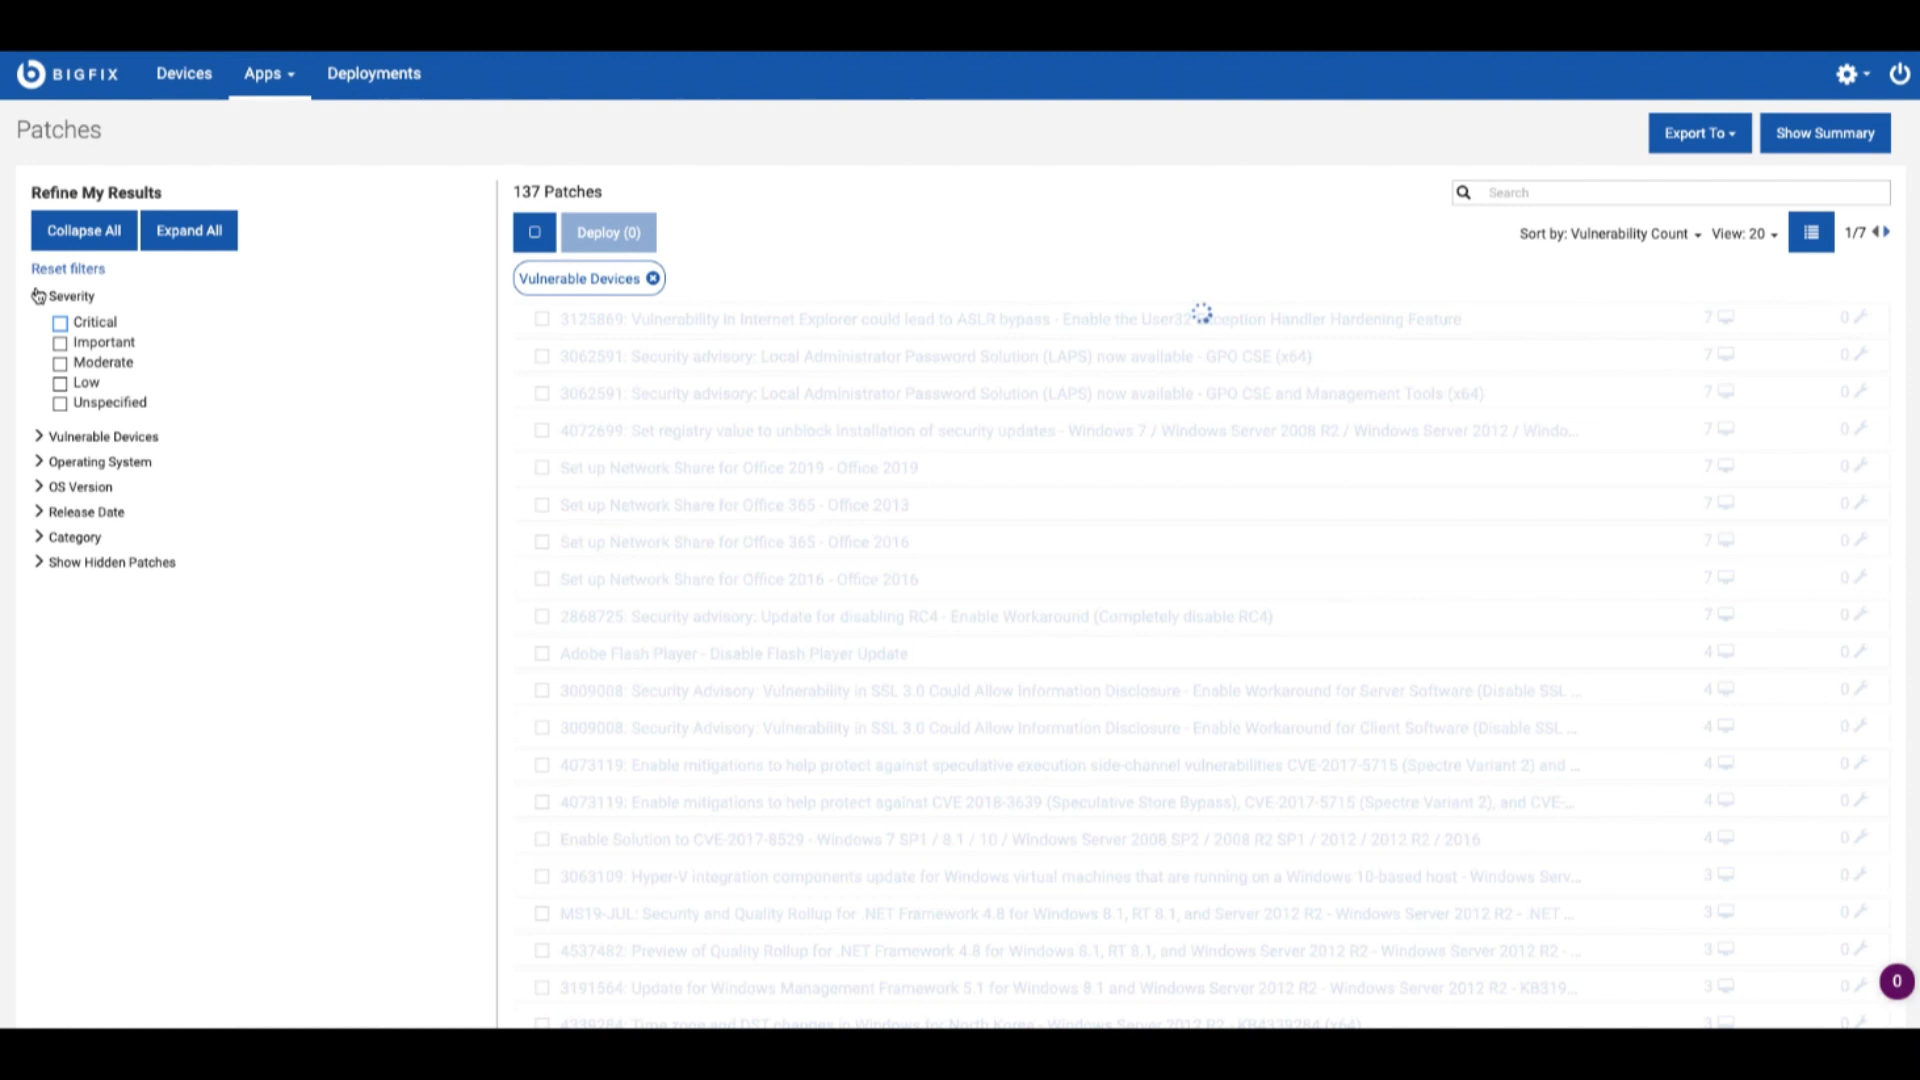 BIGFIX Devices Apps Deployments
Patches
Export To Show Summary
Refine My Results
Collapse All Expand All
Reset filters
Severity
Critical
Important
Moderate
Low
Unspecified
Vulnerable Devices
Operating System
OS Version
Release Date
Category
Show Hidden Patches
137 Patches
Search
Deploy (0)
Sort by: Vulnerability Count View: 20 1/7
Vulnerable Devices
3125869: Vulnerability in Internet Explorer could lead to ASLR bypass - Enable the User32 ception Handler Hardening Feature 7 0
3062591: Security advisory: Local Administrator Password Solution (LAPS) now available - GPO CSE (x64) 7 0
3062591: Security advisory: Local Administrator Password Solution (LAPS) now available - GPO CSE and Management Tools (x64) 7 0
4072699: Set registry value to unblock installation of security updates - Windows 7 / Windows Server 2008 R2 / Windows Server 2012 / Windo... 7 0
Set up Network Share for Office 2019 - Office 2019 7 0
Set up Network Share for Office 365 - Office 2013 7 0
Set up Network Share for Office 365 - Office 2016 7 0
Set up Network Share for Office 2016 - Office 2016 7 0
2868725: Security advisory: Update for disabling RC4 - Enable Workaround (Completely disable RC4) 7 0
Adobe Flash Player - Disable Flash Player Update 4 0
3009008: Security Advisory: Vulnerability in SSL 3.0 Could Allow Information Disclosure - Enable Workaround for Server Software (Disable SSL ... 4 0
3009008: Security Advisory: Vulnerability in SSL 3.0 Could Allow Information Disclosure - Enable Workaround for Client Software (Disable SSL ... 4 0
4073119: Enable mitigations to help protect against speculative execution side-channel vulnerabilities CVE-2017-5715 (Spectre Variant 2) and ... 4 0
4073119: Enable mitigations to help protect against CVE 2018-3639 (Speculative Store Bypass), CVE-2017-5715 (Spectre Variant 2), and CVE-... 4 0
Enable Solution to CVE-2017-8529 - Windows 7 SP1 / 8.1 / 10 / Windows Server 2008 SP2 / 2008 R2 SP1 / 2012 / 2012 R2 / 2016 4 0
3063109: Hyper-V integration components update for Windows virtual machines that are running on a Windows 10-based host - Windows Serv... 3 0
MS19-JUL: Security and Quality Rollup for .NET Framework 4.8 for Windows 8.1, RT 8.1, and Server 2012 R2 - Windows Server 2012 R2 - .NET ... 3 0
4537482: Preview of Quality Rollup for .NET Framework 4.8 for Windows 8.1, RT 8.1, and Windows Server 2012 R2 - Windows Server 2012 R2 - ... 3 0
3191564: Update for Windows Management Framework 5.1 for Windows 8.1 and Windows Server 2012 R2 - Windows Server 2012 R2 - KB319... 3 0
4339284: Time zone and DST changes in Windows for North Korea - Windows Server 2012 R2 - KB4339284 (x64) 3 0
0